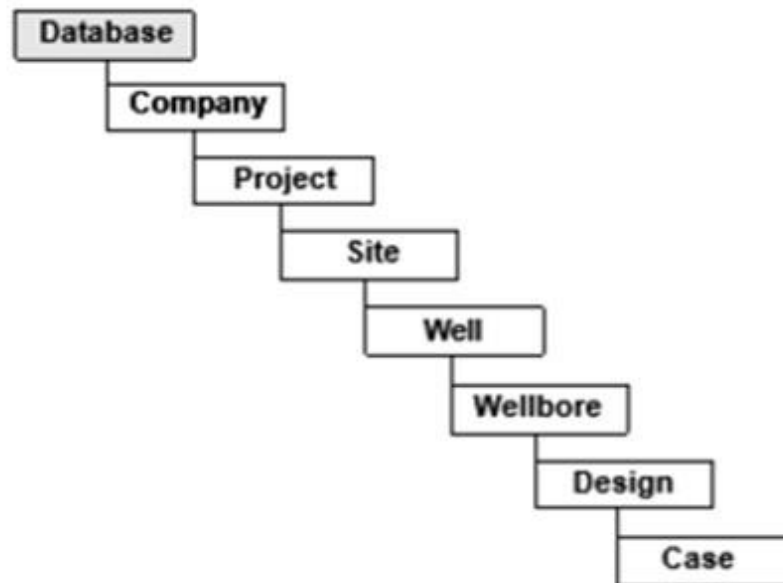 Database
Company
Project
Site
Well
Wellbore
Design
Case